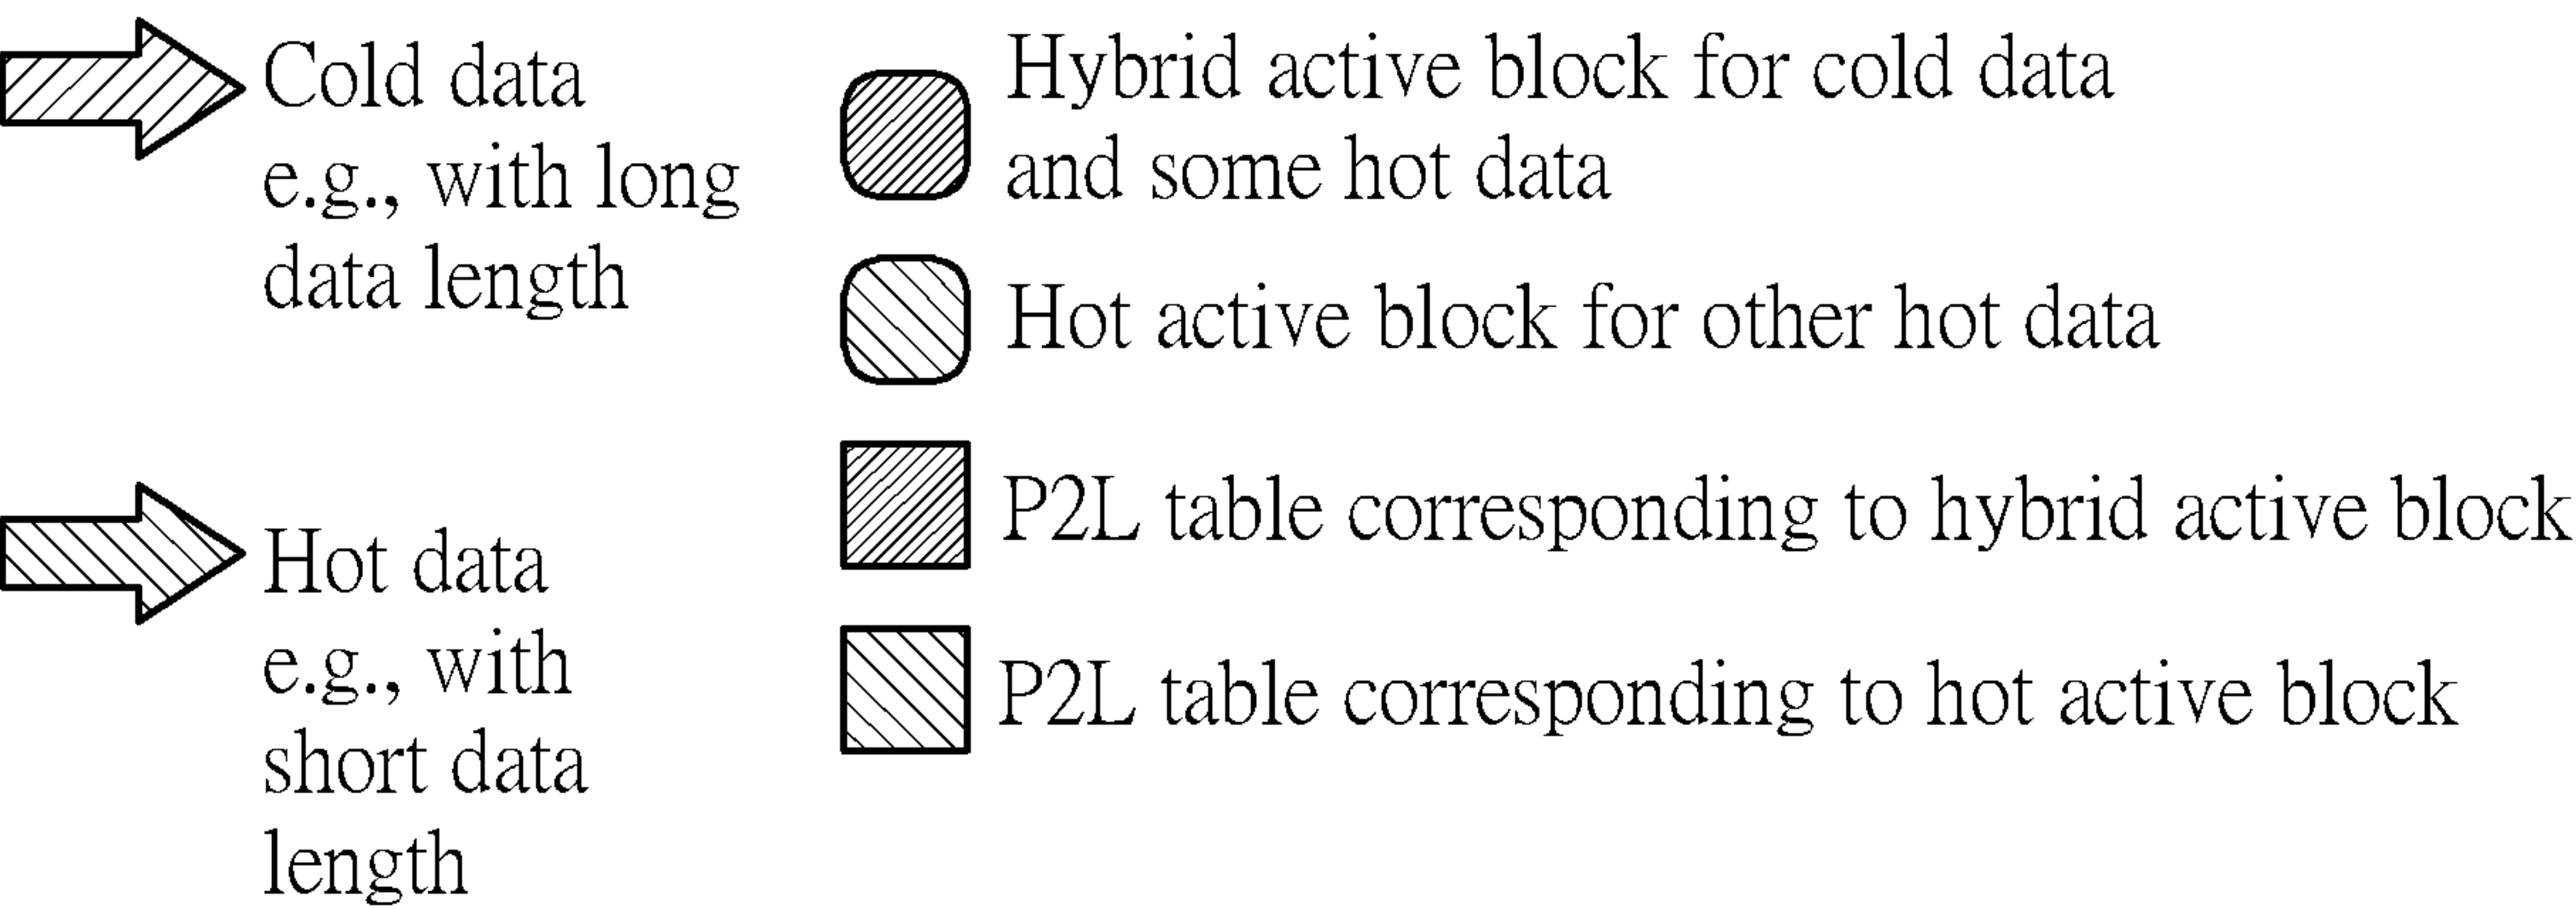 Cold data
e.g., with long
data length
Hot data
e.g., with
short data
length
Hybrid active block for cold data
and some hot data
Hot active block for other hot data
P2L table corresponding to hybrid active block
P2L table corresponding to hot active block